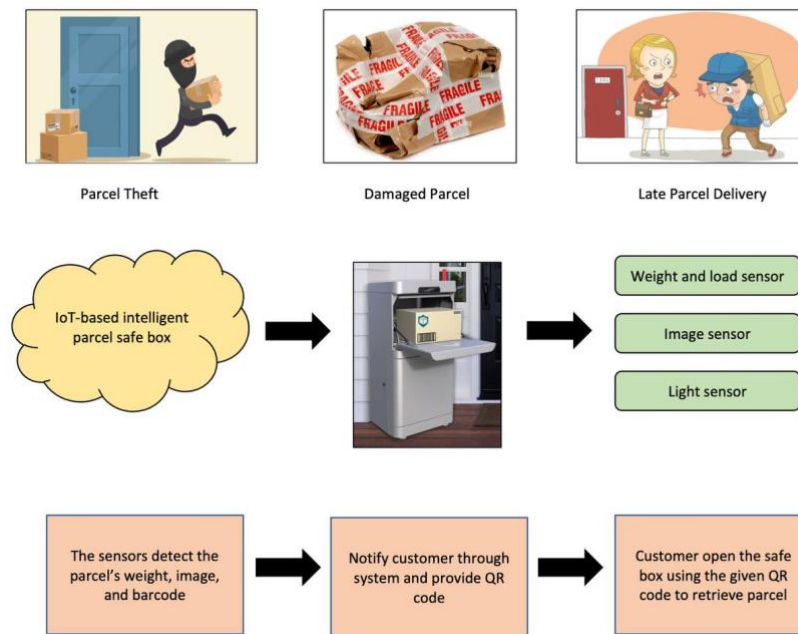 FRAGILE
FRAGILE
FRAGILE
FRAGILE
FRAGILE
FRAGILE
Parcel Theft
Damaged Parcel
Late Parcel Delivery
IoT-based intelligent
parcel safe box
Weight and load sensor
Image sensor
Light sensor
The sensors detect the
parcel's weight, image,
and barcode
Notify customer through
system and provide QR
code
Customer open the safe
box using the given QR
code to retrieve parcel